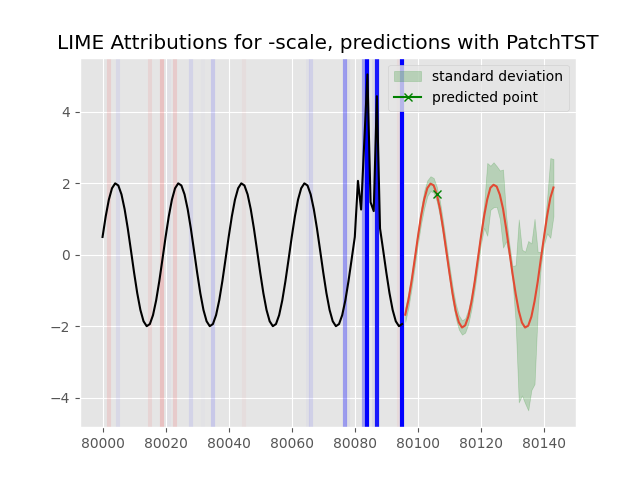 LIME Attributions for -scale, predictions with PatchTST
standard deviation
predicted point
4
2
0
−2
−4
80000 80020 80040 80060 80080 80100 80120 80140